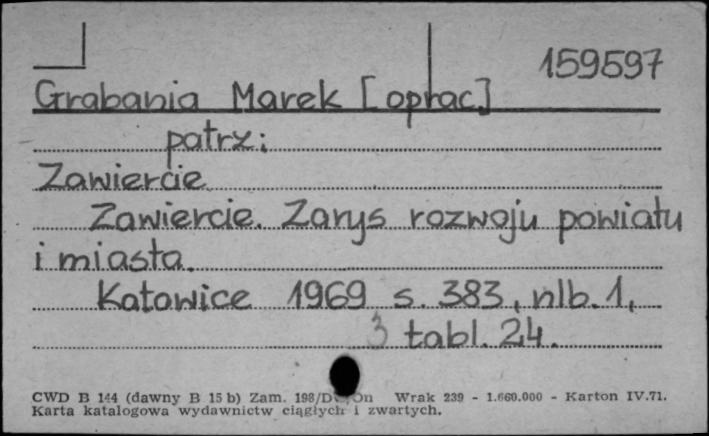 159597
Grabania Marek [oprac]
patrz:
Zawiercie
Zawiercie. Zarys rozwoju powiatu
i miasta.
Katowice 1969 s. 383, nlb. 1,
3 tabl. 24.
CWD B 144 (dawny B 15 b) Zam. 198/D Wrak 239 - 1.660.000 - Karton IV.71.
Karta katalogowa wydawnictw ciągłych i zwartych.